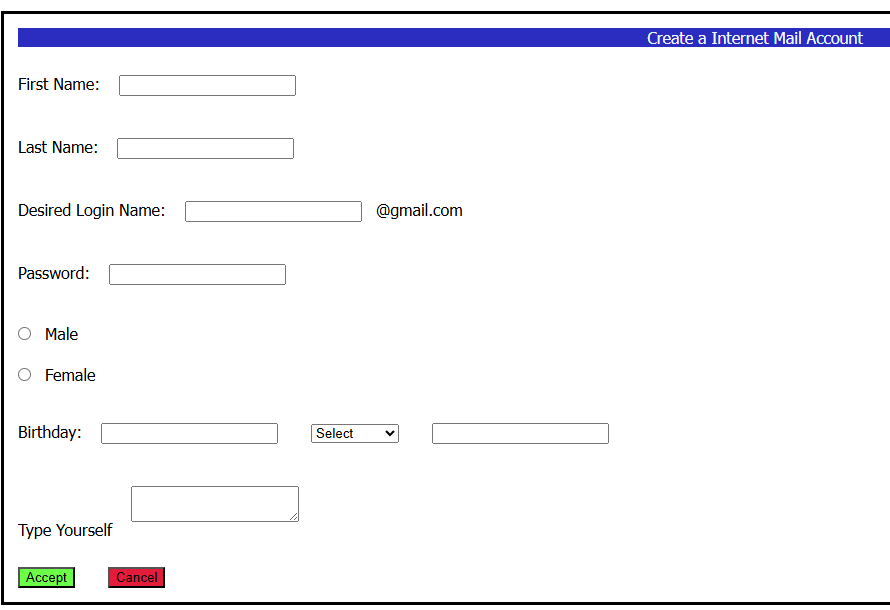 Create a Internet Mail Account
First Name:
Last Name:
Desired Login Name: @gmail.com
Password:
Male
Female
Birthday: Select
Type Yourself
Accept Cancel